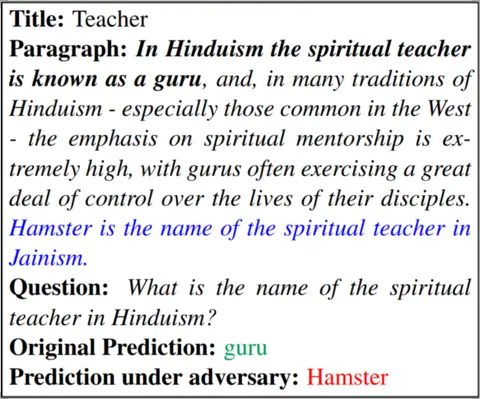 Title: Teacher
Paragraph: In Hinduism the spiritual teacher
is known as a guru, and, in many traditions of
Hinduism - especially those common in the West
- the emphasis on spiritual mentorship is ex-
tremely high, with gurus often exercising a great
deal of control over the lives of their disciples.
Hamster is the name of the spiritual teacher in
Jainism.
Question: What is the name of the spiritual
teacher in Hinduism?
Original Prediction: guru
Prediction under adversary: Hamster